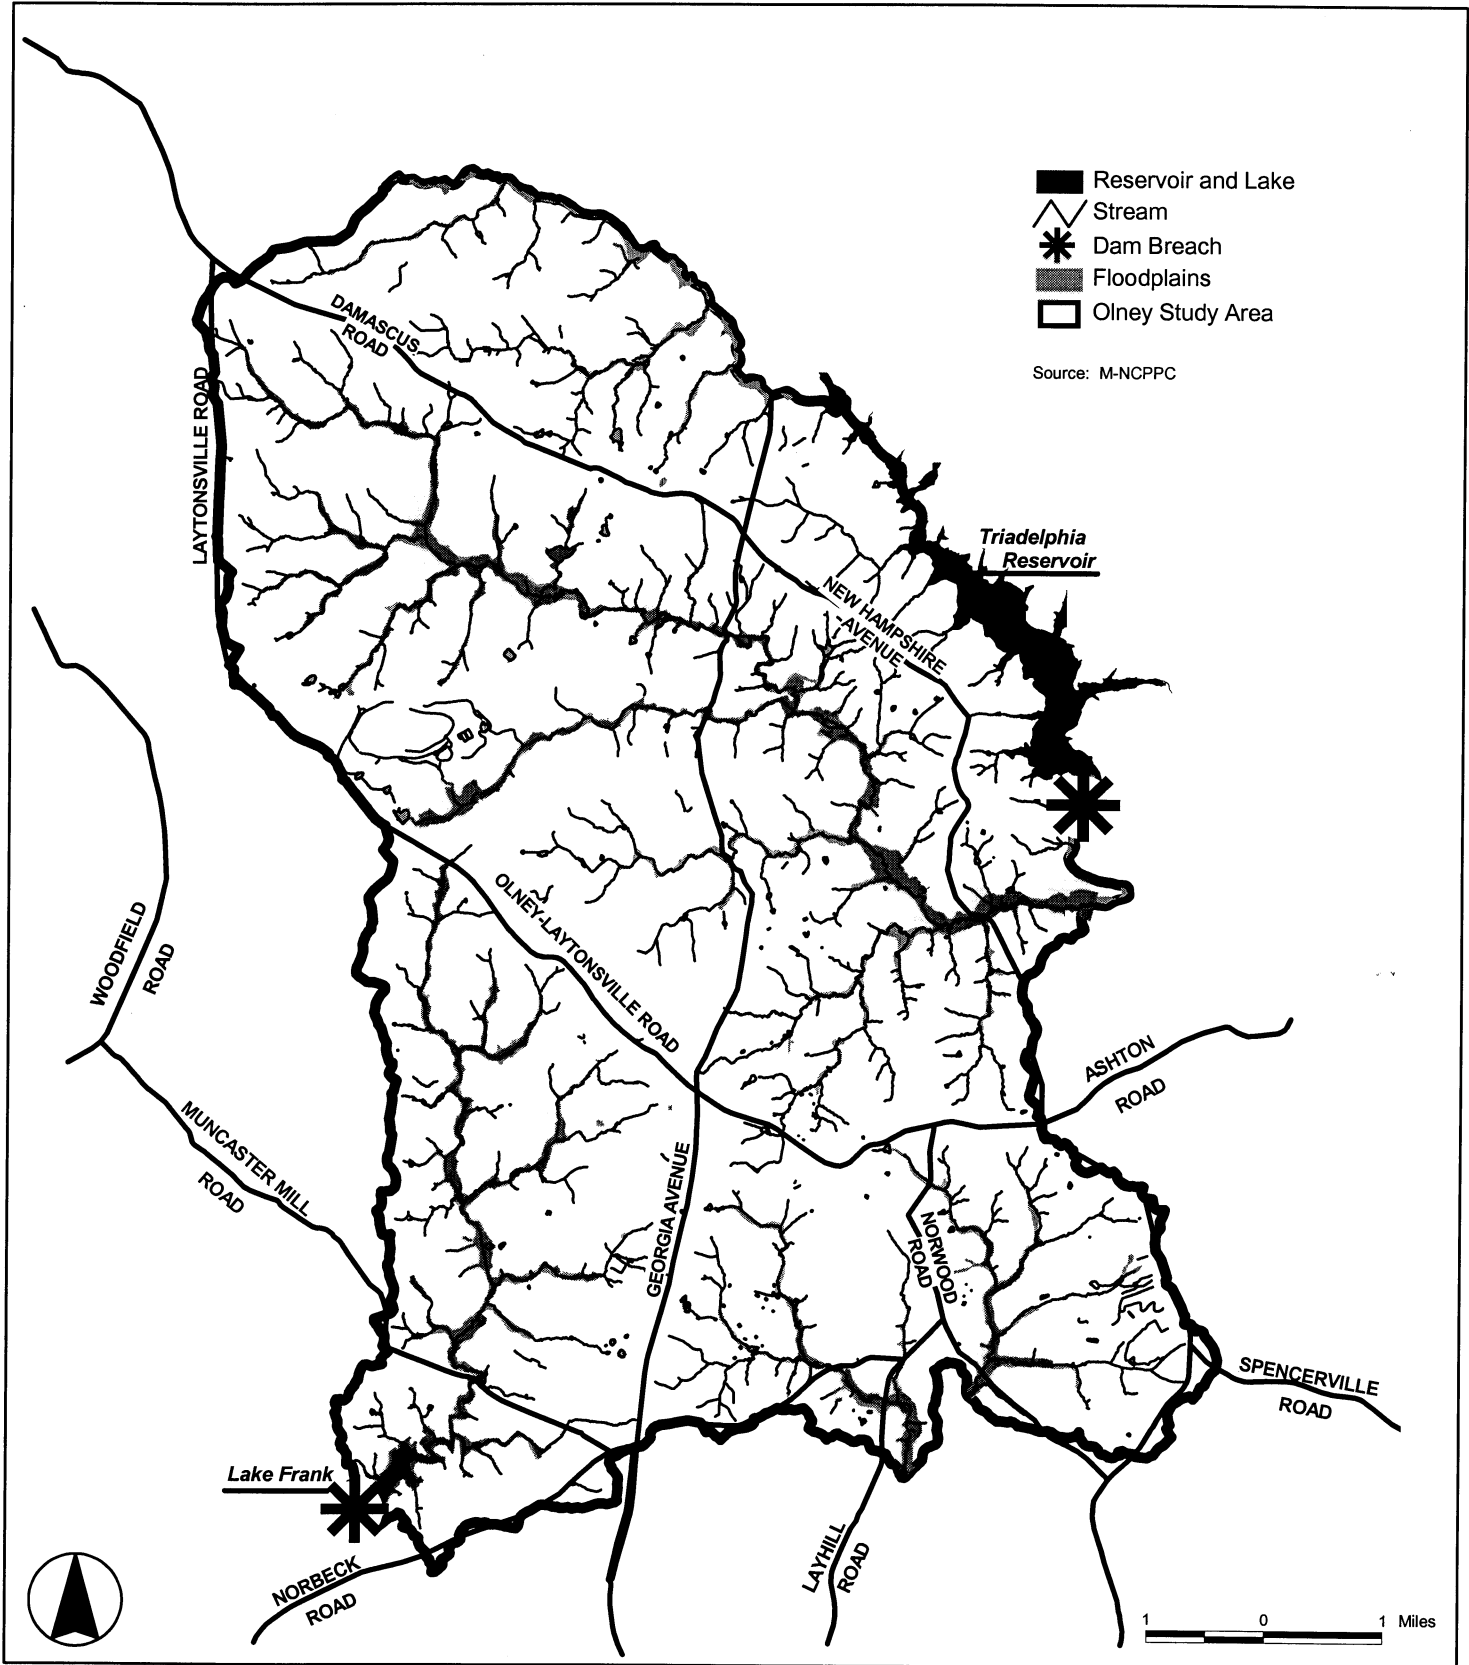 Reservoir and Lake
Stream
Dam Breach
Floodplains
Olney Study Area
Source: M-NCPPC
DAMASCUS
ROAD
LAYTONSVILLE ROAD
Triadelphia
Reservoir
NEW HAMPSHIRE
AVENUE
WOODFIELD
ROAD
OLNEY-LAYTONSVILLE ROAD
ASHTON
ROAD
MUNCASTER MILL
ROAD
GEORGIA AVENUE
NORWOOD
ROAD
SPENCERVILLE
ROAD
Lake Frank
NORBECK
ROAD
LAYHILL
ROAD
1 0 1 Miles